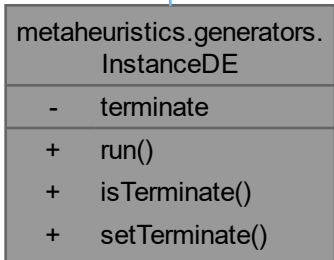 metaheuristics.generators.
InstanceDE
- terminate
+ run()
+ isTerminate()
+ setTerminate()